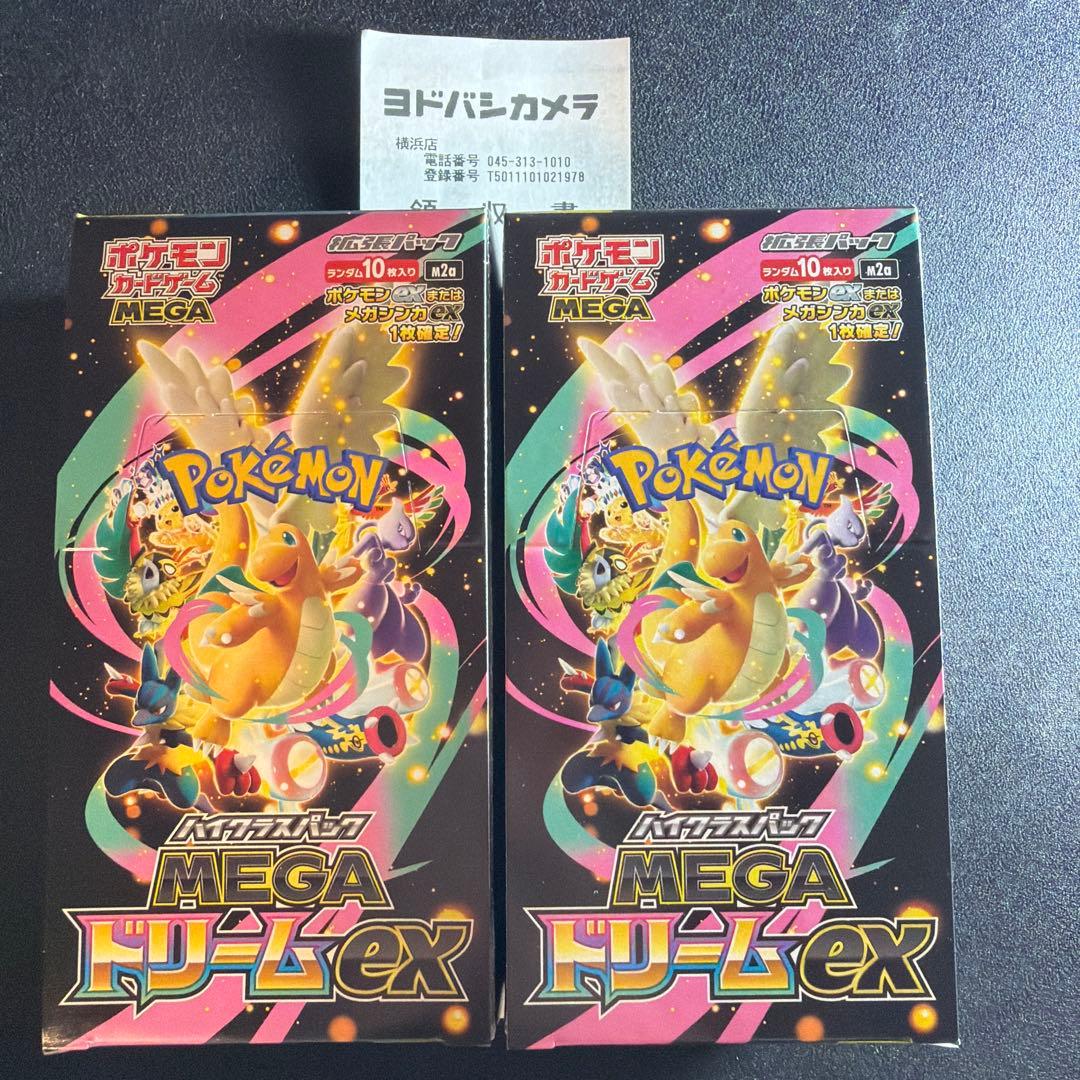 ヨドバシカメラ
横浜店
電話番号 045-313-1010
登録番号 T5011101021978
領 収 書
ポケモン
カードゲーム
MEGA
拡張パック
ランダム10枚入り
M2a
ポケモンexまたは
メガシンカex
1枚確定!
POKÉMON
TM
ハイクラスパック
MEGA
ドリームex
ポケモン
カードゲーム
MEGA
拡張パック
ランダム10枚入り
M2a
ポケモンexまたは
メガシンカex
1枚確定!
POKÉMON
TM
ハイクラスパック
MEGA
ドリームex